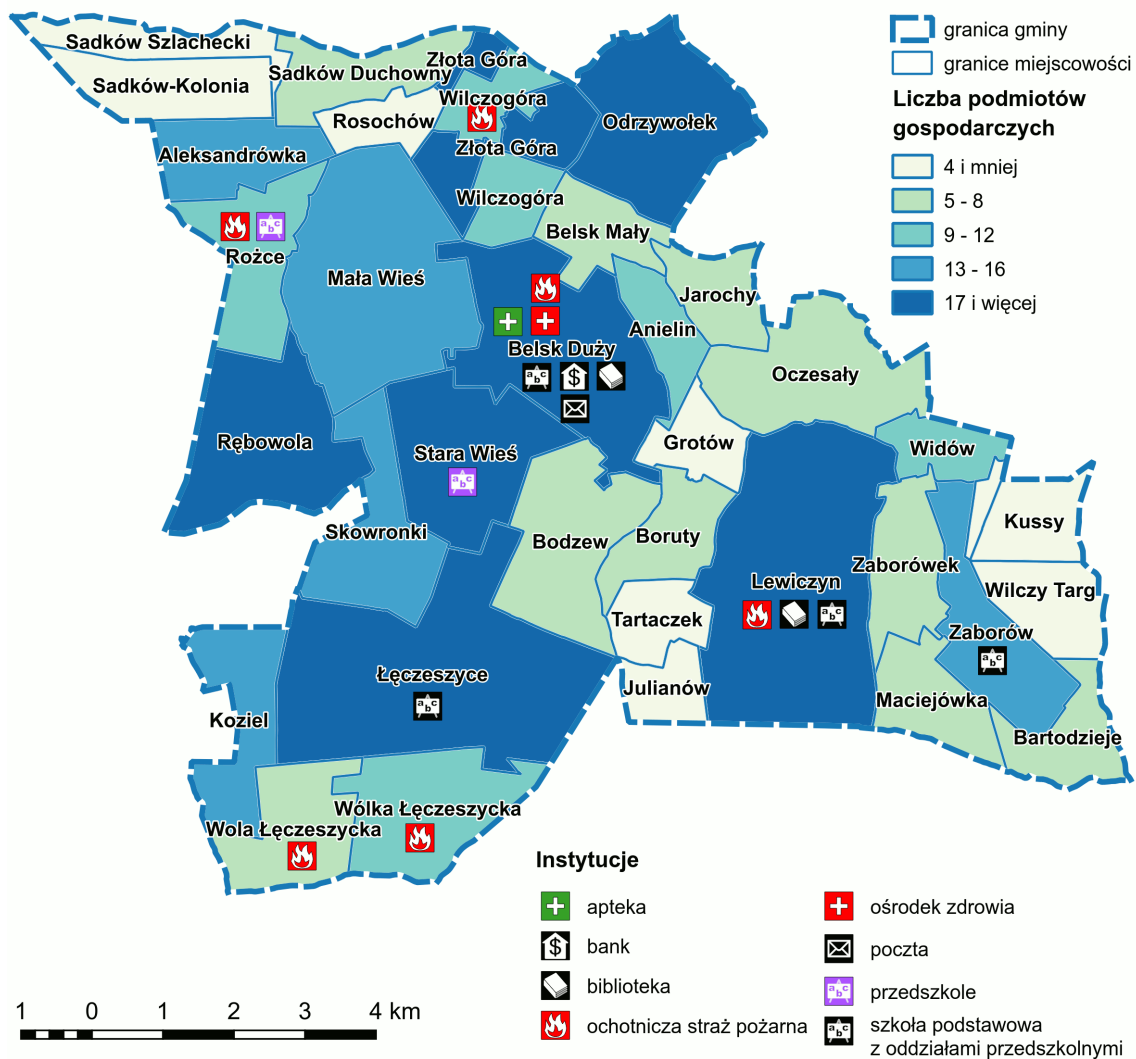 Sadków Szlachecki
Sadków-Kolonia
Sadków Duchowny
Złota Góra
Wilczogóra
Rosochów
Odrzywołek
Złota Góra
Aleksandrówka
Wilczogóra
Belsk Mały
Rożce
Mała Wieś
Jarochy
Anielin
Belsk Duży
Oczesały
Rębowola
Stara Wieś
Grotów
Widów
Skowronki
Bodzew
Boruty
Kussy
Zaborówek
Lewiczyn
Wilczy Targ
Tartaczek
Zaborów
Łęczeszyce
Julianów
Maciejówka
Koziel
Bartodzieje
Wólka Łęczeszycka
Wola Łęczeszycka
granica gminy
granice miejscowości
Liczba podmiotów
gospodarczych
4 i mniej
5 - 8
9 - 12
13 - 16
17 i więcej
Instytucje
apteka
bank
biblioteka
ochotnicza straż pożarna
ośrodek zdrowia
poczta
przedszkole
szkoła podstawowa
z oddziałami przedszkolnymi
1 0 1 2 3 4 km